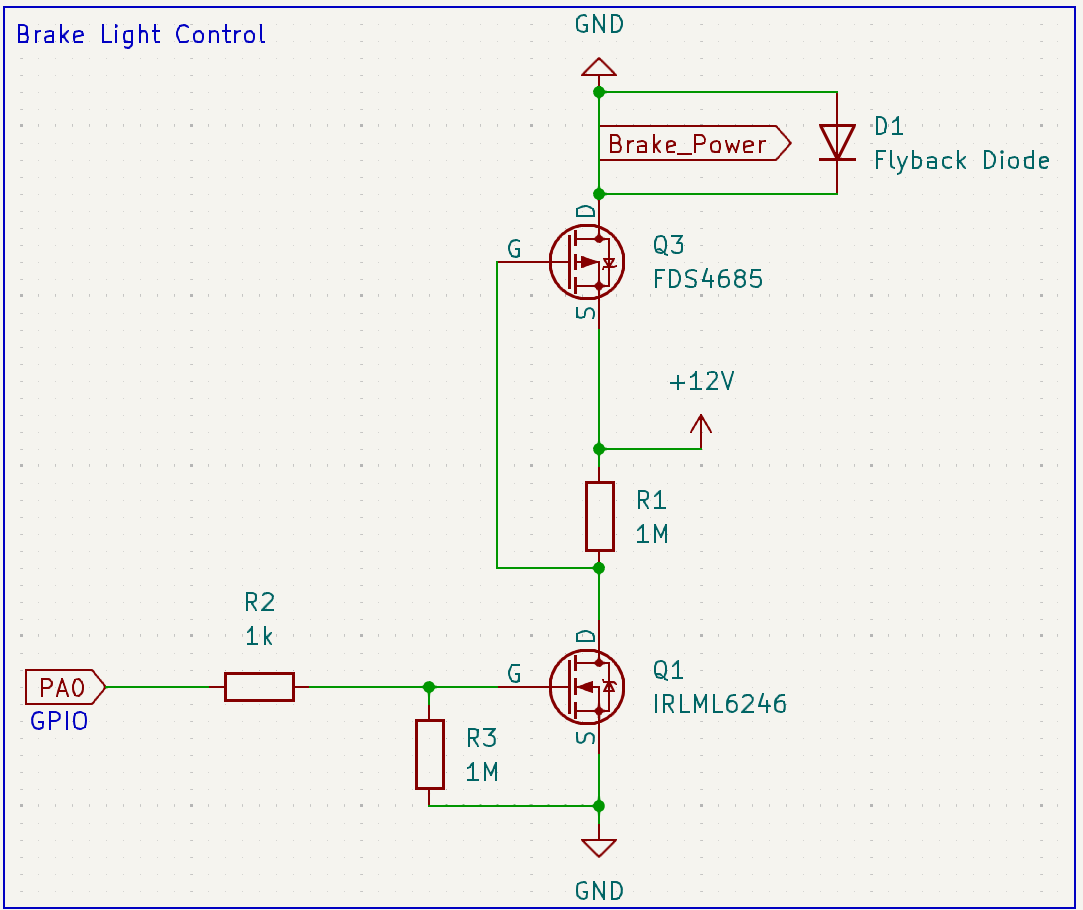 Brake Light Control
GND
Brake_Power
D1
Flyback Diode
D
G
Q3
FDS4685
S
+12V
R1
1M
R2
1k
D
G
Q1
IRLML6246
PA0
GPIO
S
R3
1M
GND